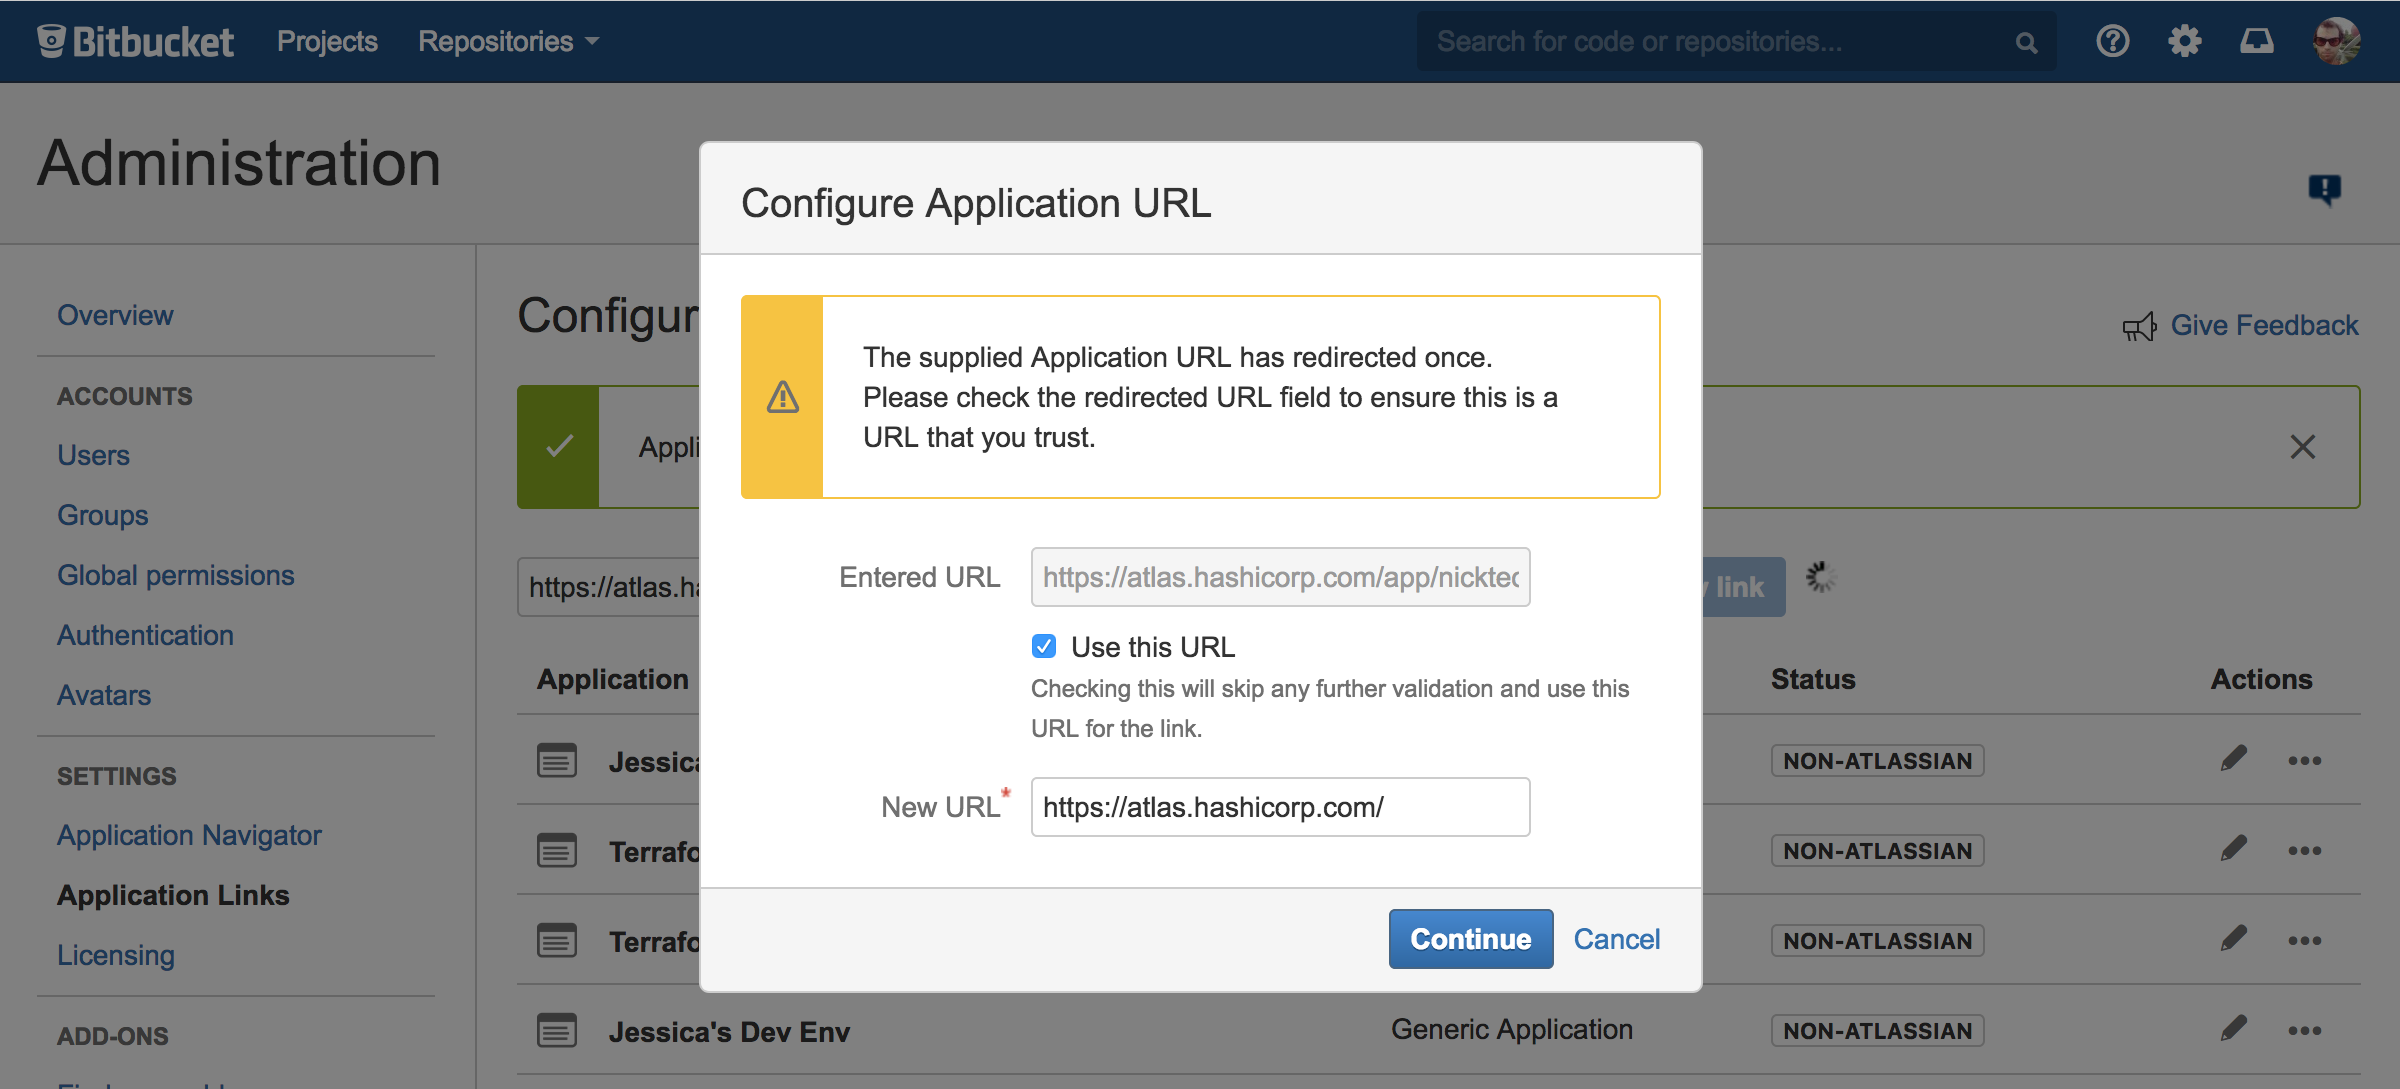 Bitbucket Projects Repositories Search for code or repositories...
Administration
Configure Application URL
The supplied Application URL has redirected once.
Please check the redirected URL field to ensure this is a
URL that you trust.
Entered URL https://atlas.hashicorp.com/app/nicktec
Use this URL
Checking this will skip any further validation and use this
URL for the link.
New URL* https://atlas.hashicorp.com/
Continue Cancel
Overview
ACCOUNTS
Users
Groups
Global permissions
Authentication
Avatars
SETTINGS
Application Navigator
Application Links
Licensing
ADD-ONS
Configur
Give Feedback
Appli
https://atlas.ha
link
Application Status Actions
Jessica NON-ATLASSIAN
Terrafo NON-ATLASSIAN
Terrafo NON-ATLASSIAN
Jessica's Dev Env Generic Application NON-ATLASSIAN